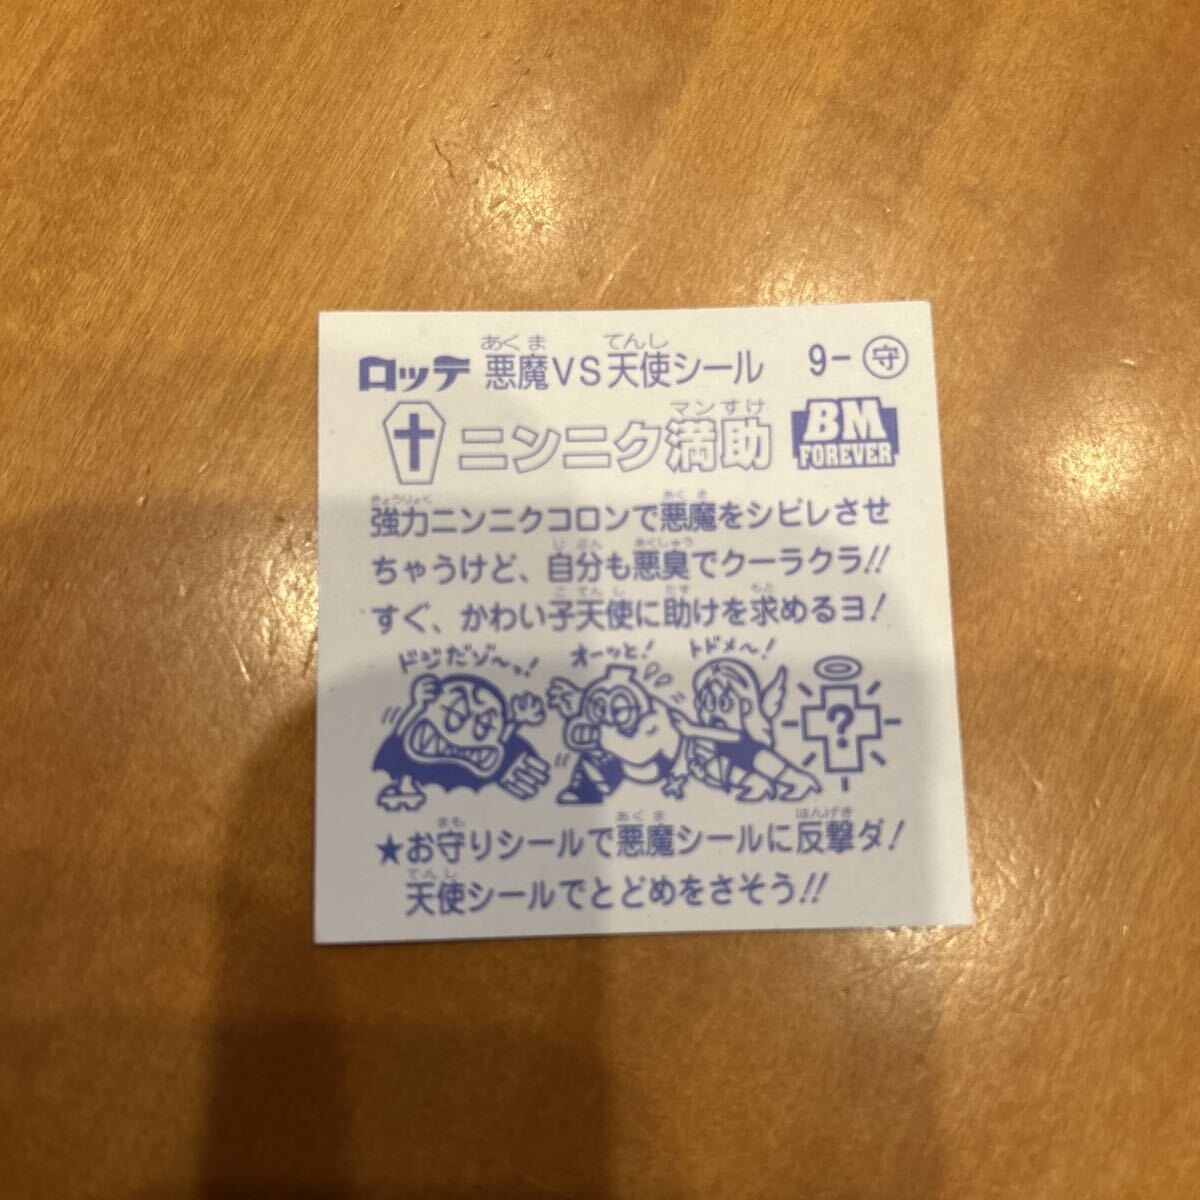 ロッテ 悪魔VS天使シール 9-守
あくま てんし
ニンニク満助
マンすけ
BM
FOREVER
強力ニンニクコロンで悪魔をシビレさせ
きょうりょく あくま
ちゃうけど、自分も悪臭でクーラクラ!!
じぶん あくしゅう
すぐ、かわい子天使に助けを求めるヨ!
こてんし たす もと
ドジだゾ〜ッ! オーッと! トドメ〜!
?
★お守りシールで悪魔シールに反撃ダ!
まも あくま はんげき
天使シールでとどめをさそう!!
てんし